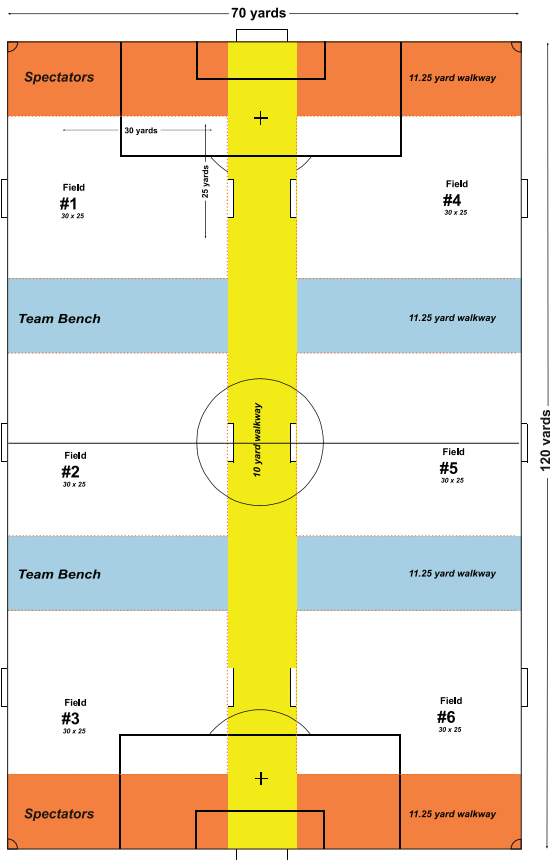 70 yards
Spectators
11.25 yard walkway
30 yards
25 yards
Field
#1
30 x 25
Field
#4
30 x 25
Team Bench
11.25 yard walkway
10 yard walkway
120 yards
Field
#2
30 x 25
Field
#5
30 x 25
Team Bench
11.25 yard walkway
Field
#3
30 x 25
Field
#6
30 x 25
Spectators
11.25 yard walkway